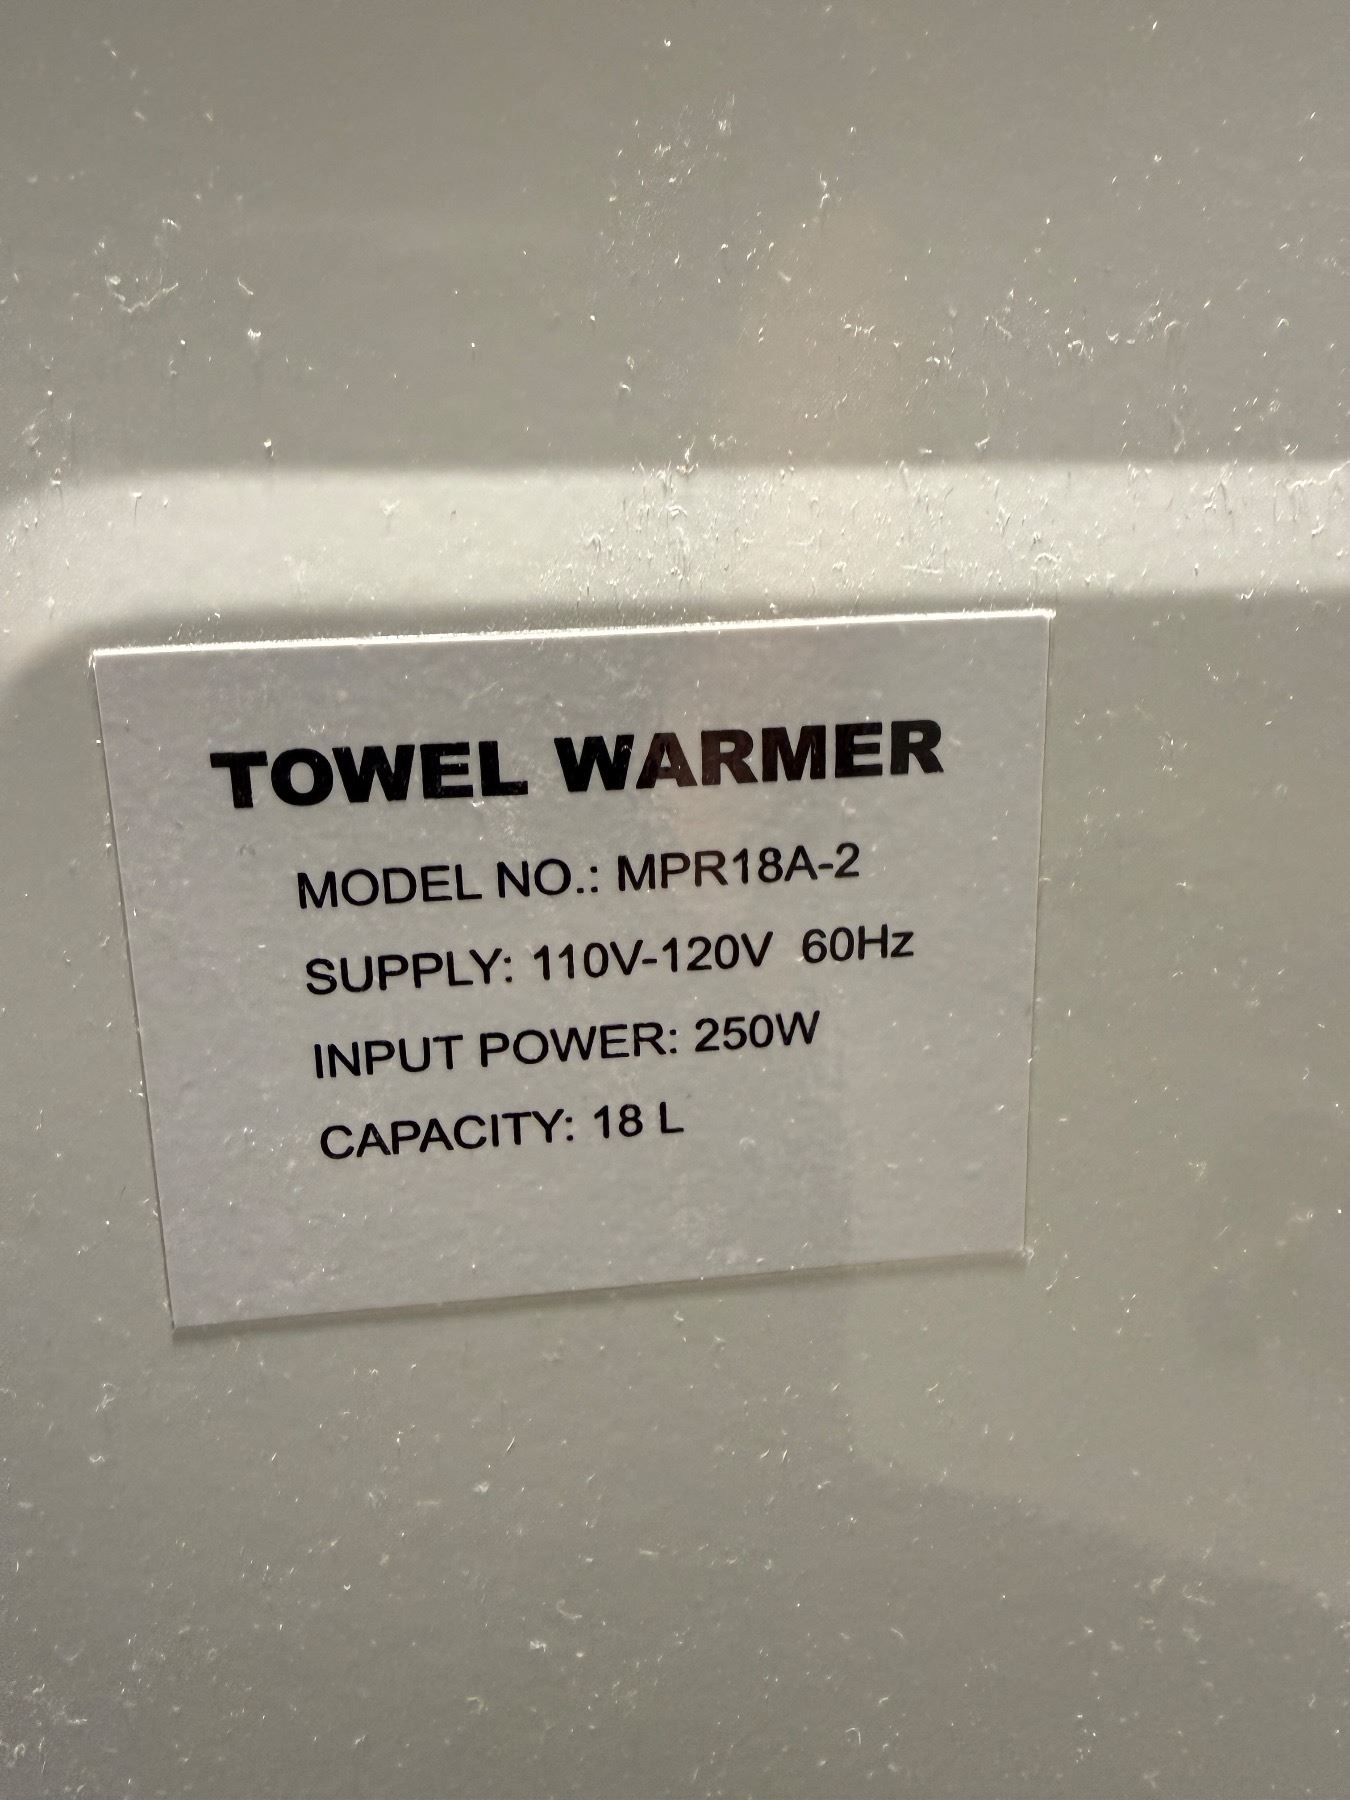 TOWEL WARMER
MODEL NO.: MPR18A-2
SUPPLY: 110V-120V 60Hz
INPUT POWER: 250W
CAPACITY: 18 L